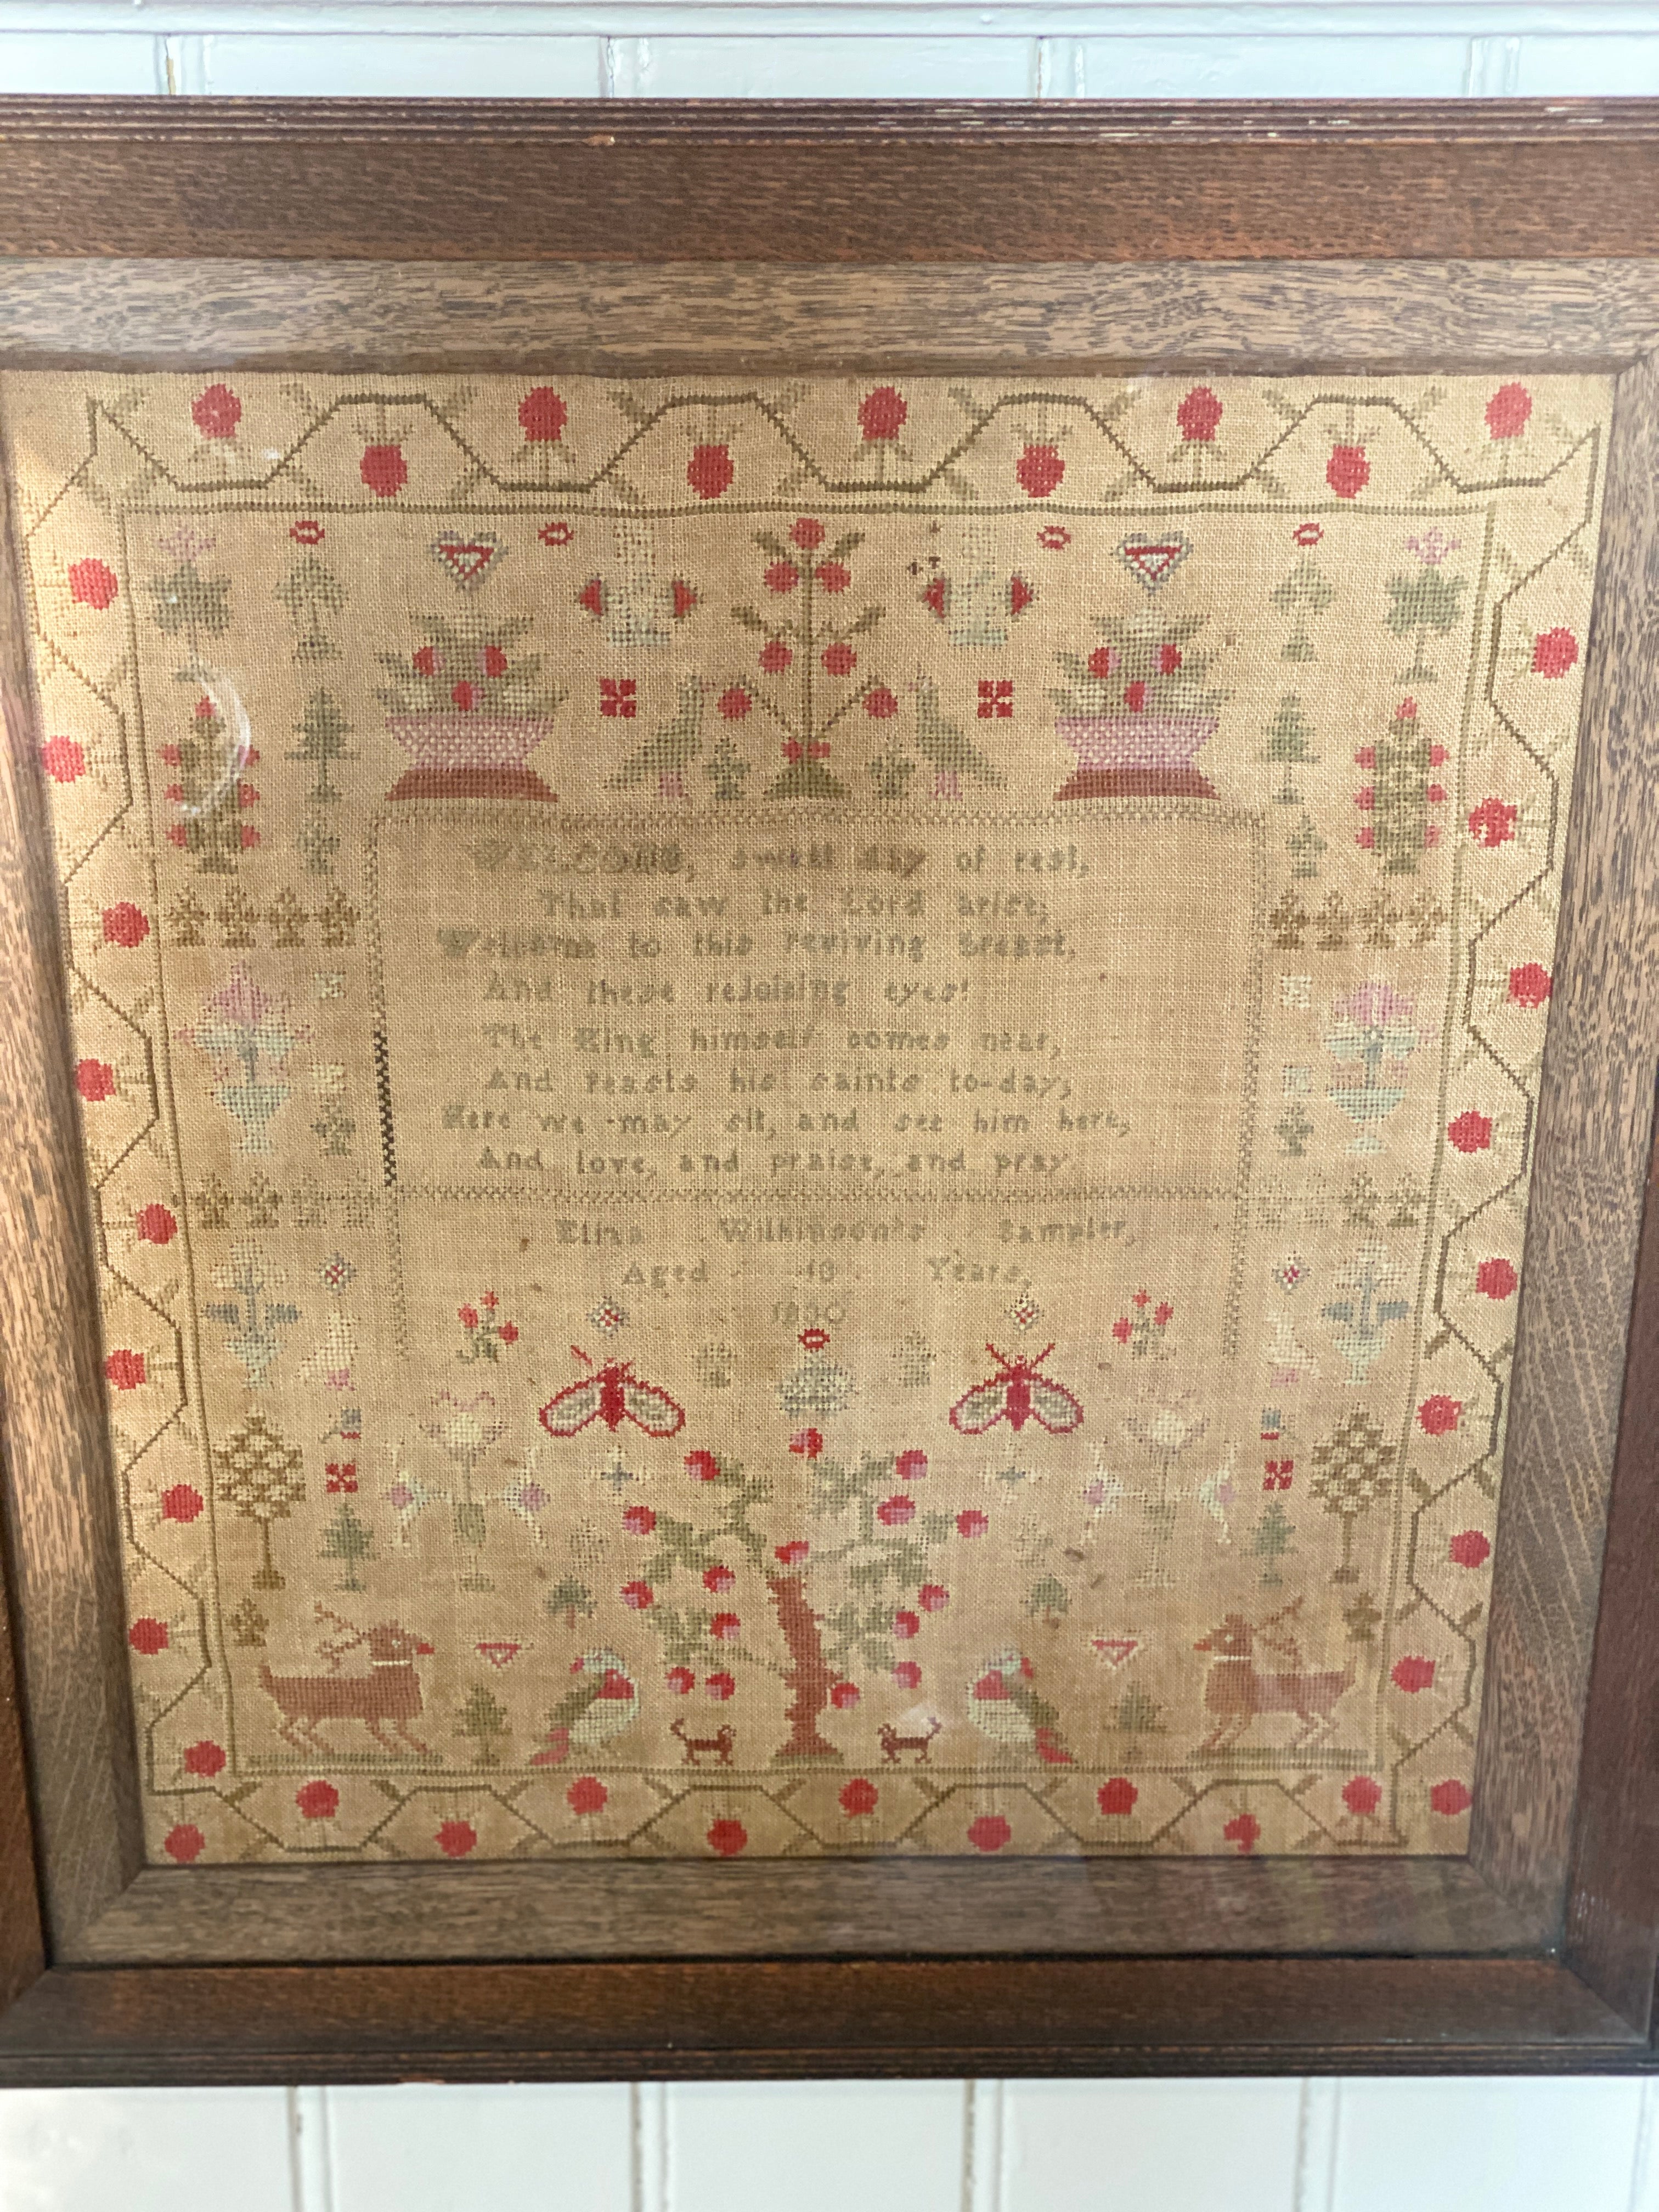 WELCOME, sweet day of rest,
That saw the Lord arise,
Welcome to this reviving breast,
And these rejoicing eyes!
The King himself comes near,
And feasts his saints to-day,
Here we may sit, and see him here,
And love, and praise, and pray
Eliza Wilkinson's Sampler,
Aged Years,